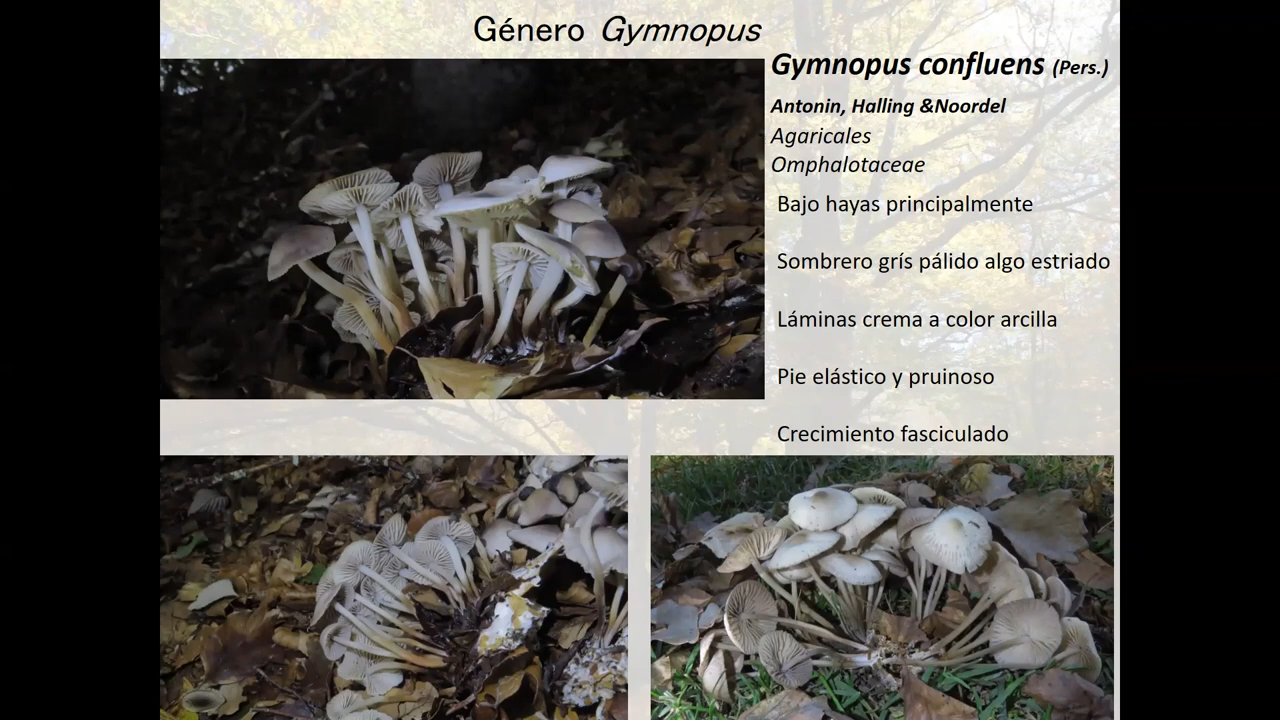 Género Gymnopus
Gymnopus confluens (Pers.)
Antonin, Halling &Noordel
Agaricales
Omphalotaceae
Bajo hayas principalmente
Sombrero grís pálido algo estriado
Láminas crema a color arcilla
Pie elástico y pruinoso
Crecimiento fasciculado